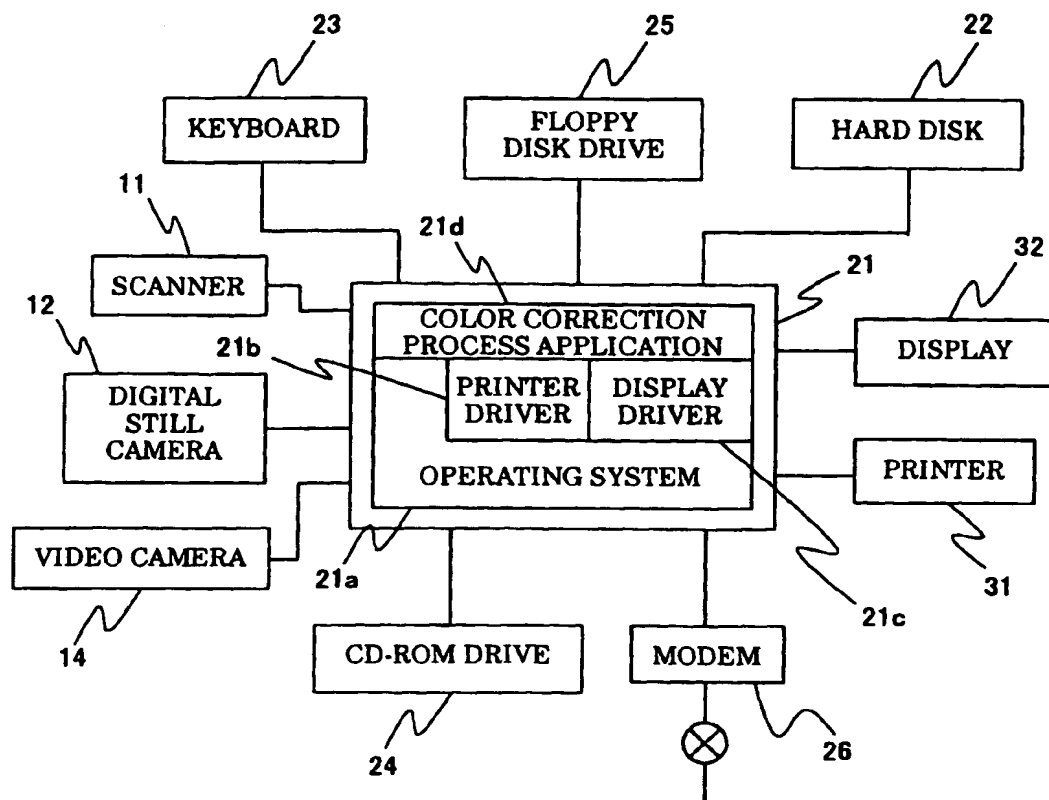 23
25
22
KEYBOARD
FLOPPY
DISK DRIVE
HARD DISK
11
21d
21
32
SCANNER
12
COLOR CORRECTION
PROCESS APPLICATION
21b
DISPLAY
DIGITAL
STILL
CAMERA
PRINTER
DRIVER
DISPLAY
DRIVER
OPERATING SYSTEM
PRINTER
VIDEO CAMERA
21a
31
14
21c
CD-ROM DRIVE
MODEM
24
26